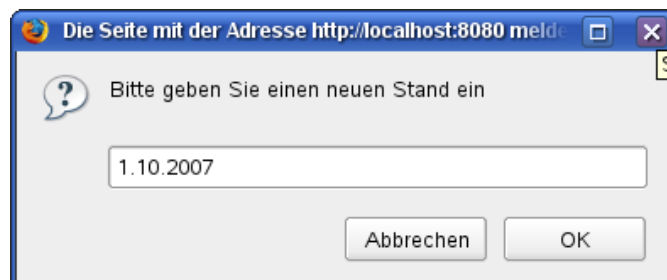 Die Seite mit der Adresse http://localhost:8080 melde
Bitte geben Sie einen neuen Stand ein
1.10.2007
Abbrechen
OK